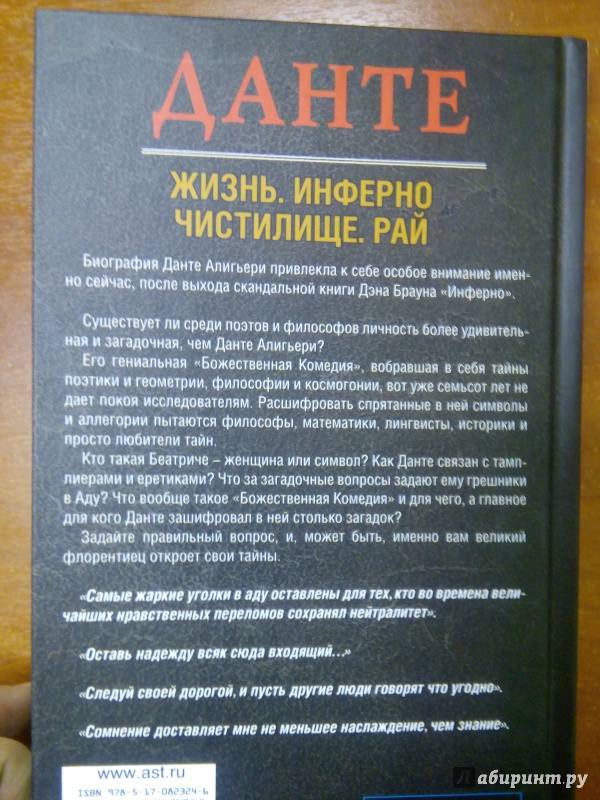 ДАНТЕ
ЖИЗНЬ. ИНФЕРНО
ЧИСТИЛИЩЕ. РАЙ
Биография Данте Алигьери привлекла к себе особое внимание имен-
но сейчас, после выхода скандальной книги Дэна Брауна «Инферно».
Существует ли среди поэтов и философов личность более удивитель-
ная и загадочная, чем Данте Алигьери?
Его гениальная «Божественная Комедия», вобравшая в себя тайны
поэтики и геометрии, философии и космогонии, вот уже семьсот лет не
дает покоя исследователям. Расшифровать спрятанные в ней символы
и аллегории пытаются философы, математики, лингвисты, историки и
просто любители тайн.
Кто такая Беатриче – женщина или символ? Как Данте связан с тамп-
лиерами и еретиками? Что за загадочные вопросы задают ему грешники
в Аду? Что вообще такое «Божественная Комедия» и для чего, а главное
для кого Данте зашифровал в ней столько загадок?
Задайте правильный вопрос, и, может быть, именно вам великий
флорентиец откроет свои тайны.
«Самые жаркие уголки в аду оставлены для тех, кто во времена вели-
чайших нравственных переломов сохранял нейтралитет».
«Оставь надежду всяк сюда входящий…»
«Следуй своей дорогой, и пусть другие люди говорят что угодно».
«Сомнение доставляет мне не меньшее наслаждение, чем знание».
www.ast.ru
ISBN 978-5-17-082324-6
Лабиринт.ру